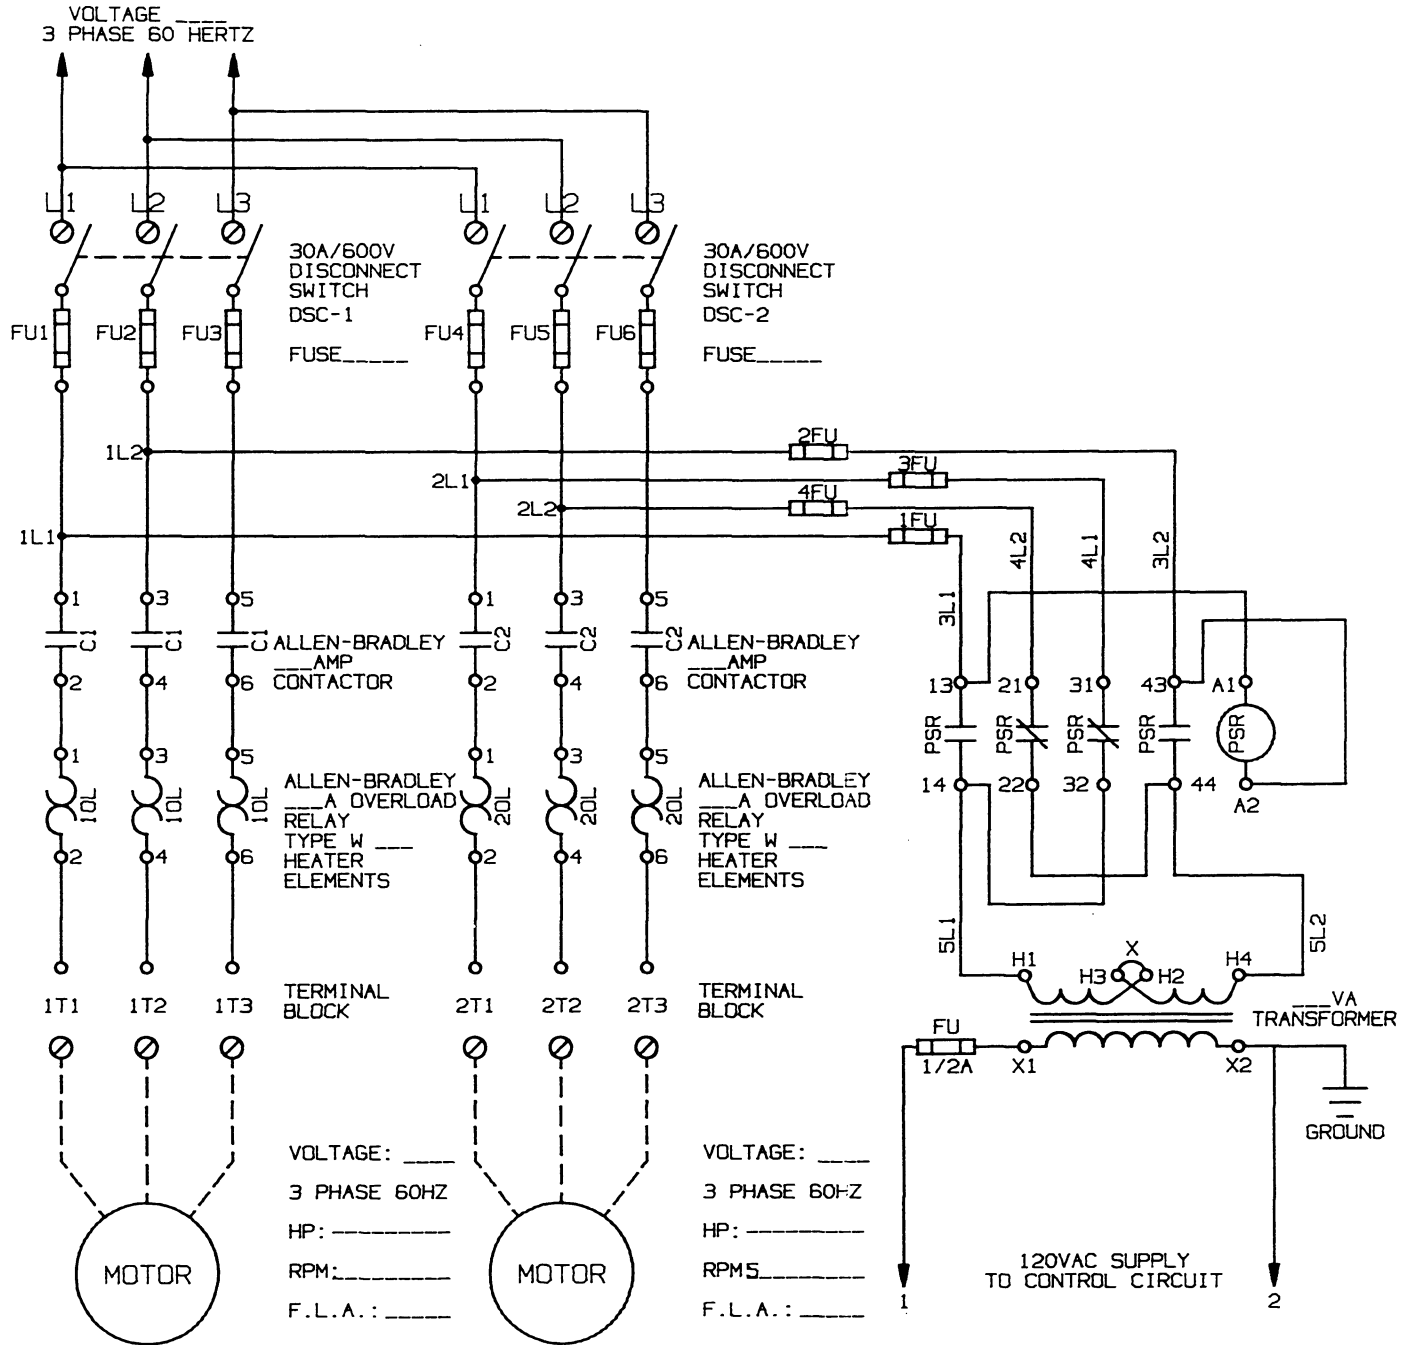 VOLTAGE ____
3 PHASE 60 HERTZ
L1 L2 L3 L1 L2 L3
30A/600V
DISCONNECT
SWITCH
DSC-1
FUSE_____
30A/600V
DISCONNECT
SWITCH
DSC-2
FUSE_____
FU1 FU2 FU3 FU4 FU5 FU6
1L2 2FU
2L1 3FU
2L2 4FU
1L1 1FU
3L1 4L2 4L1 3L2
1 3 5 1 3 5
C1 C1 C1 C2 C2 C2
ALLEN-BRADLEY
___AMP
CONTACTOR
ALLEN-BRADLEY
___AMP
CONTACTOR
2 4 6 2 4 6
13 21 31 43 A1
PSR PSR PSR PSR PSR
14 22 32 44 A2
1 3 5 1 3 5
1OL 1OL 1OL 2OL 2OL 2OL
ALLEN-BRADLEY
___A OVERLOAD
RELAY
TYPE W ___
HEATER
ELEMENTS
ALLEN-BRADLEY
___A OVERLOAD
RELAY
TYPE W ___
HEATER
ELEMENTS
2 4 6 2 4 6
5L1 5L2
H1 H3 X H2 H4
1T1 1T2 1T3
TERMINAL
BLOCK
2T1 2T2 2T3
TERMINAL
BLOCK
___VA
TRANSFORMER
FU
1/2A
X1 X2
GROUND
MOTOR
VOLTAGE: ____
3 PHASE 60HZ
HP: _________
RPM:_________
F.L.A.: _____
MOTOR
VOLTAGE: ____
3 PHASE 60HZ
HP: _________
RPM5_________
F.L.A.: _____
120VAC SUPPLY
TO CONTROL CIRCUIT
1 2